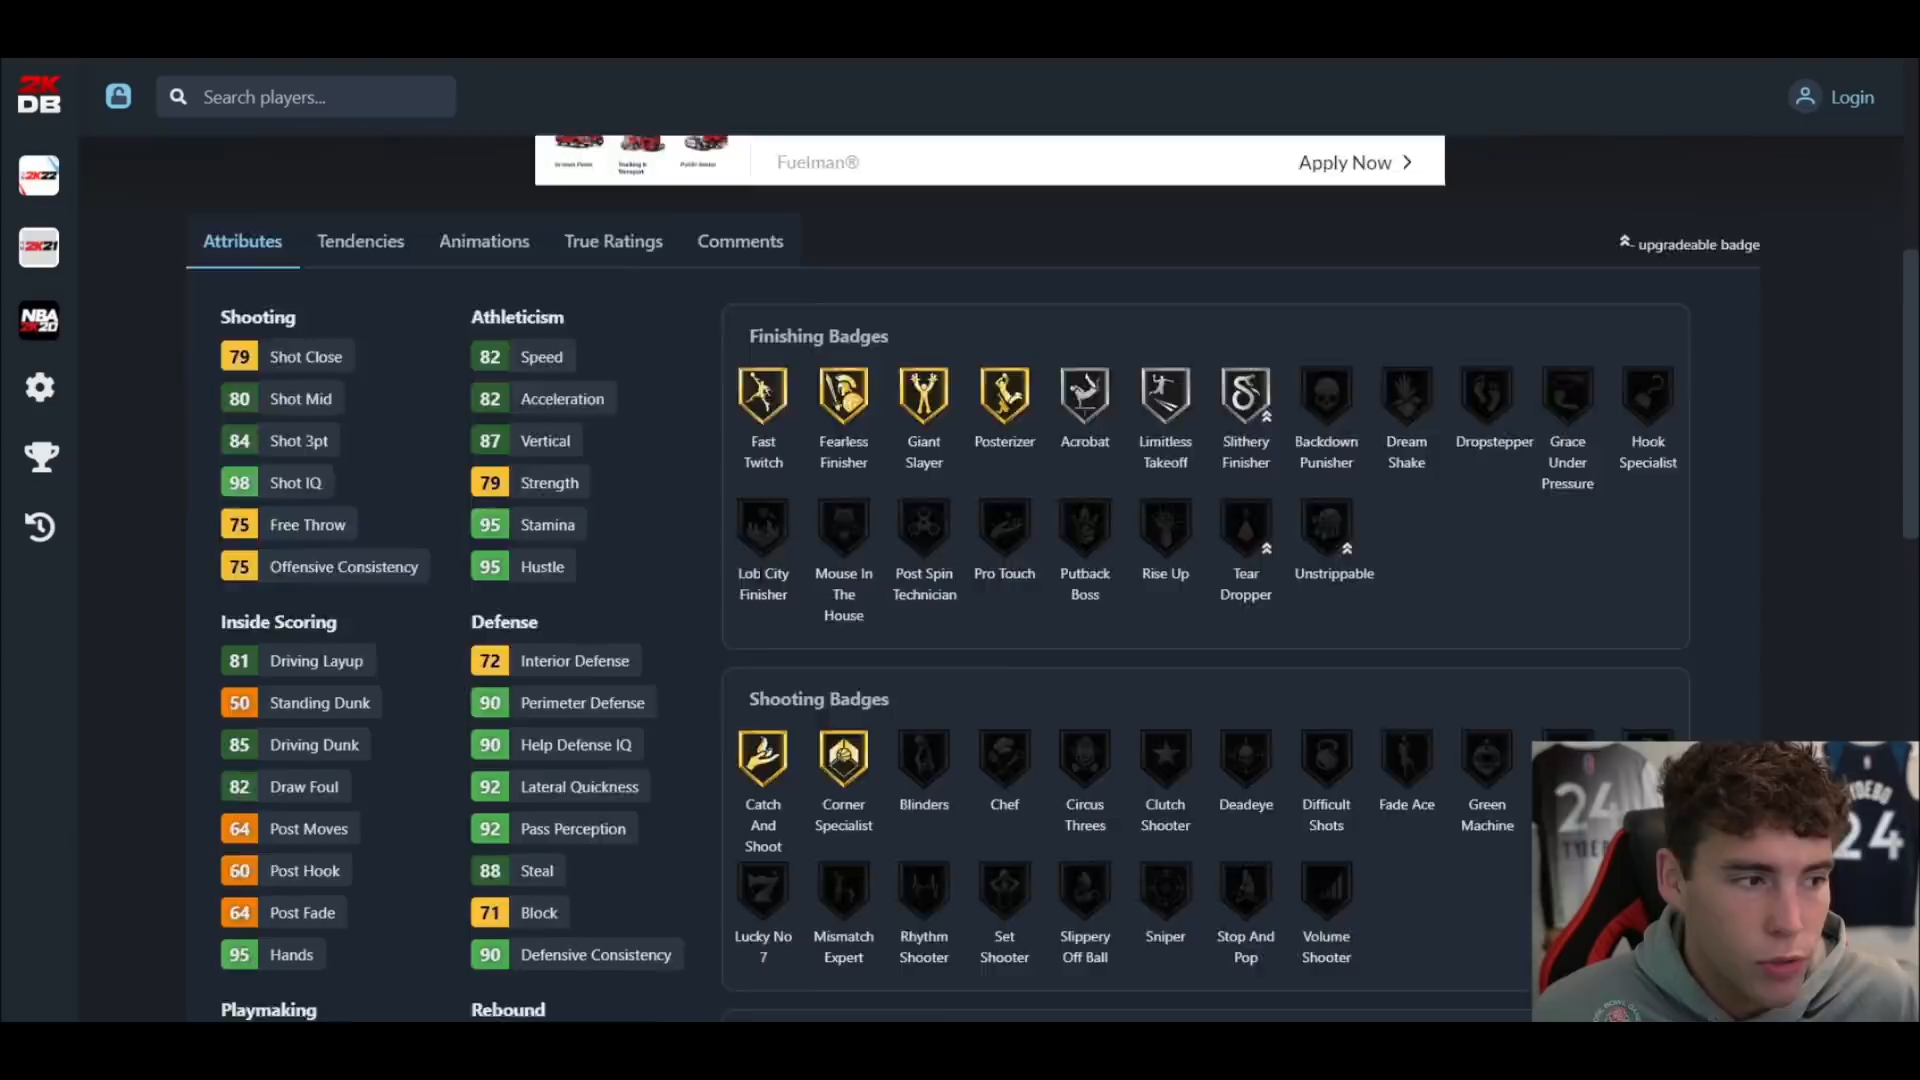 2K
DB
Search players...
Login
2K22
2K21
NBA
2K20
Fuelman®
Apply Now
Attributes
Tendencies
Animations
True Ratings
Comments
- upgradeable badge
Shooting
79 Shot Close
80 Shot Mid
84 Shot 3pt
98 Shot IQ
75 Free Throw
75 Offensive Consistency
Inside Scoring
81 Driving Layup
50 Standing Dunk
85 Driving Dunk
82 Draw Foul
64 Post Moves
60 Post Hook
64 Post Fade
95 Hands
Playmaking
Athleticism
82 Speed
82 Acceleration
87 Vertical
79 Strength
95 Stamina
95 Hustle
Defense
72 Interior Defense
90 Perimeter Defense
90 Help Defense IQ
92 Lateral Quickness
92 Pass Perception
88 Steal
71 Block
90 Defensive Consistency
Rebound
Finishing Badges
Fast
Twitch
Fearless
Finisher
Giant
Slayer
Posterizer
Acrobat
Limitless
Takeoff
Slithery
Finisher
Backdown
Punisher
Dream
Shake
Dropstepper
Grace
Under
Pressure
Hook
Specialist
Lob City
Finisher
Mouse In
The
House
Post Spin
Technician
Pro Touch
Putback
Boss
Rise Up
Tear
Dropper
Unstrippable
Shooting Badges
Catch
And
Shoot
Corner
Specialist
Blinders
Chef
Circus
Threes
Clutch
Shooter
Deadeye
Difficult
Shots
Fade Ace
Green
Machine
Lucky No
7
Mismatch
Expert
Rhythm
Shooter
Set
Shooter
Slippery
Off Ball
Sniper
Stop And
Pop
Volume
Shooter
24
24